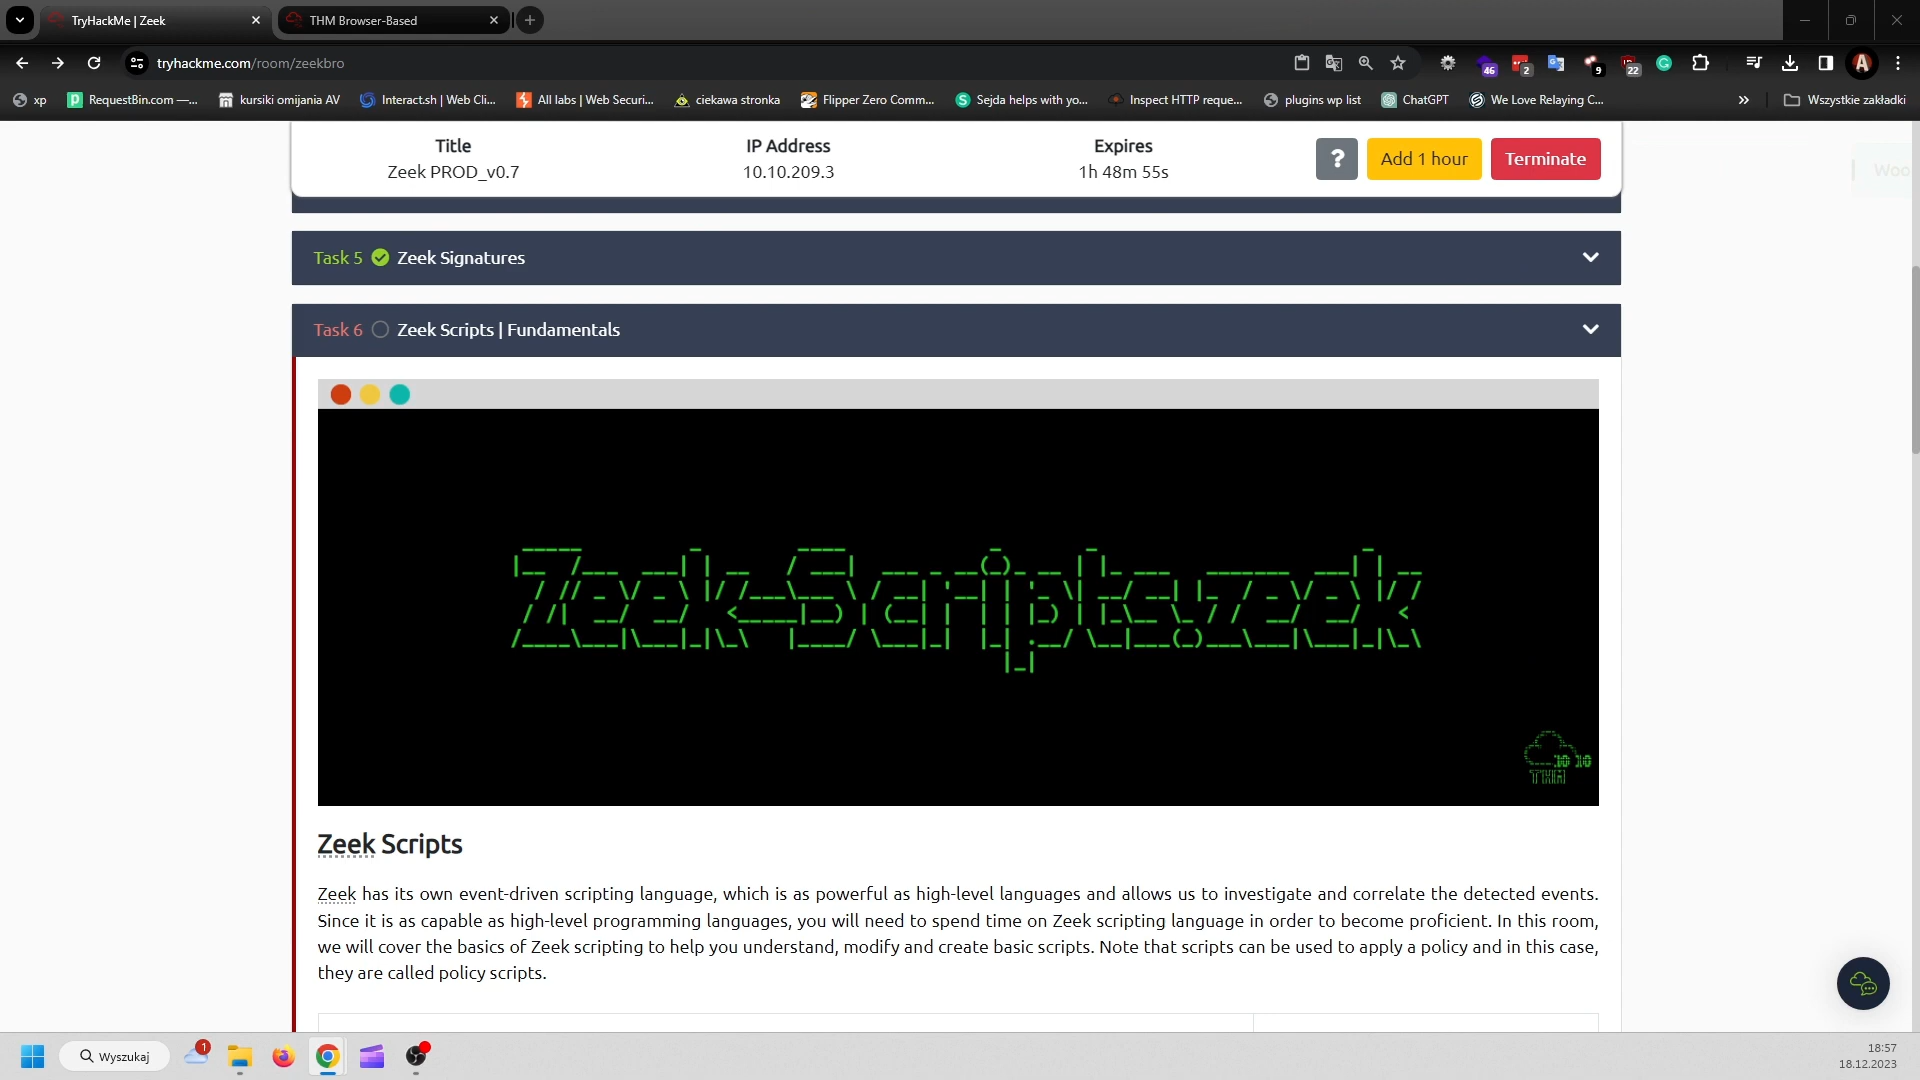 TryHackMe | Zeek
THM Browser-Based
tryhackme.com/room/zeekbro
46
2
9
22
A
xp
RequestBin.com —...
kursiki omijania AV
Interact.sh | Web Cli...
All labs | Web Securi...
ciekawa stronka
Flipper Zero Comm...
Sejda helps with yo...
Inspect HTTP reque...
plugins wp list
ChatGPT
We Love Relaying C...
»
Wszystkie zakładki
Title
IP Address
Expires
Zeek PROD_v0.7
10.10.209.3
1h 48m 55s
?
Add 1 hour
Terminate
Woo
Task 5 Zeek Signatures
Task 6 Zeek Scripts | Fundamentals
Zeek-Scripts.zeek
THM
Zeek Scripts
Zeek has its own event-driven scripting language, which is as powerful as high-level languages and allows us to investigate and correlate the detected events.
Since it is as capable as high-level programming languages, you will need to spend time on Zeek scripting language in order to become proficient. In this room,
we will cover the basics of Zeek scripting to help you understand, modify and create basic scripts. Note that scripts can be used to apply a policy and in this case,
they are called policy scripts.
Wyszukaj
1
18:57
18.12.2023